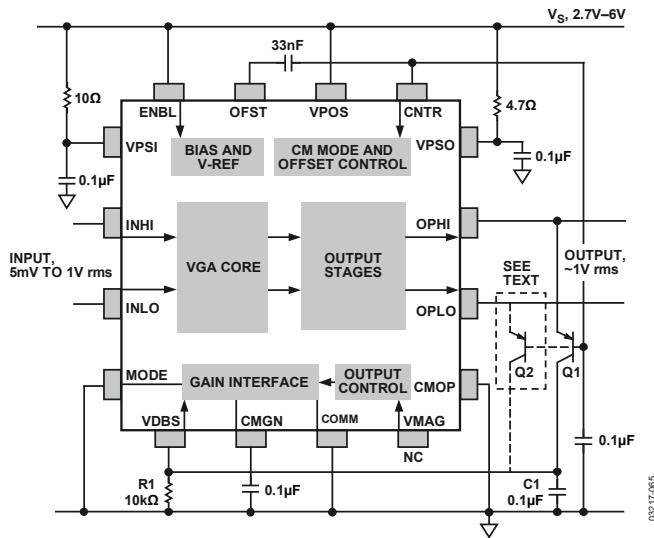 V_S, 2.7V–6V
33nF
10Ω
4.7Ω
ENBL
OFST
VPOS
CNTR
VPSI
BIAS AND
V-REF
CM MODE AND
OFFSET CONTROL
VPSO
0.1µF
0.1µF
INHI
OPHI
INPUT,
5mV TO 1V rms
VGA CORE
OUTPUT
STAGES
SEE
TEXT
OUTPUT,
~1V rms
INLO
OPLO
Q2
Q1
MODE
GAIN INTERFACE
OUTPUT
CONTROL
CMOP
VDBS
CMGN
COMM
VMAG
NC
0.1µF
R1
10kΩ
0.1µF
C1
0.1µF
03217-065